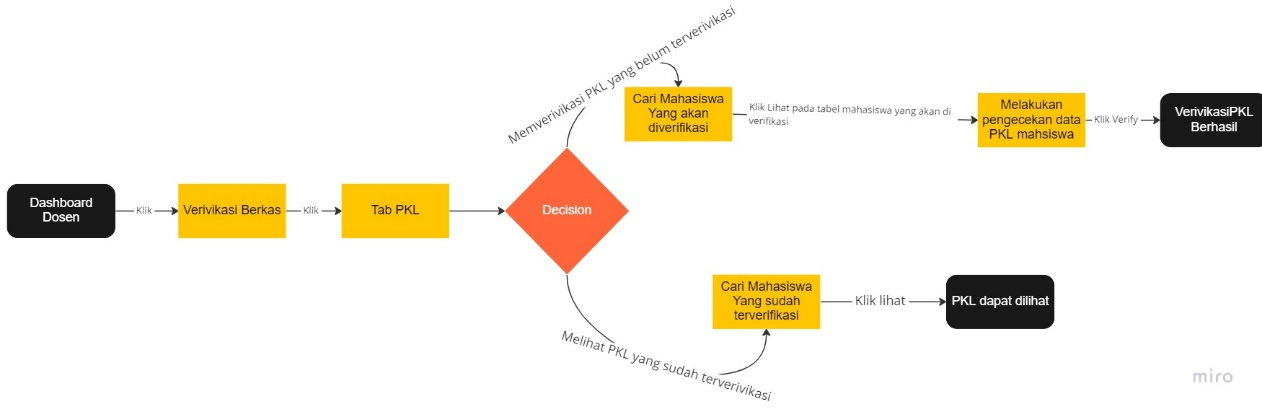 Dashboard
Dosen
Klik
Verivikasi Berkas
Klik
Tab PKL
Decision
Memverivikasi PKL yang belum terverivikasi
Cari Mahasiswa
Yang akan
diverifikasi
Klik Lihat pada tabel mahasiswa yang akan di
verifikasi
Melakukan
pengecekan data
PKL mahsiswa
Klik Verify
VerivikasiPKL
Berhasil
Melihat PKL yang sudah terverivikasi
Cari Mahasiswa
Yang sudah
terverifikasi
Klik lihat
PKL dapat dilihat
miro